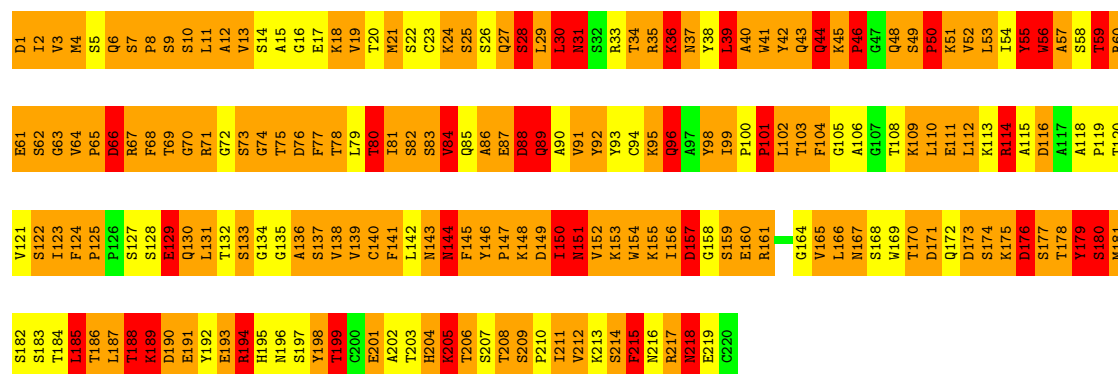 D1 I2 V3 M4 S5 Q6 S7 P8 S9 S10 L11 A12 V13 S14 A15 G16 E17 K18 V19 T20 M21 S22 C23 K24 S25 S26 Q27 S28 L29 L30 N31 S32 R33 T34 R35 K36 N37 Y38 L39 A40 W41 Y42 Q43 Q44 K45 P46 G47 Q48 S49 P50 K51 V52 L53 I54 Y55 W56 A57 S58 T59
E61 S62 G63 V64 P65 D66 R67 F68 T69 G70 R71 G72 S73 G74 T75 D76 F77 T78 L79 T80 I81 S82 S83 V84 Q85 A86 E87 D88 Q89 A90 V91 Y92 Y93 C94 K95 Q96 A97 Y98 I99 P100 P101 L102 T103 F104 G105 A106 G107 T108 K109 L110 E111 L112 K113 R114 A115 D116 A117 A118 P119 T120
V121 S122 I123 F124 P125 P126 S127 S128 E129 Q130 L131 T132 S133 G134 G135 A136 S137 V138 V139 C140 F141 L142 N143 N144 F145 Y146 P147 K148 D149 I150 N151 V152 K153 W154 K155 I156 D157 G158 S159 E160 R161 G164 V165 L166 N167 S168 W169 T170 D171 Q172 D173 S174 K175 D176 S177 T178 Y179 S180 M181
S182 S183 T184 L185 T186 L187 T188 K189 D190 E191 Y192 E193 R194 H195 N196 S197 Y198 T199 C200 E201 A202 T203 H204 K205 T206 S207 T208 S209 P210 I211 V212 K213 S214 F215 N216 R217 N218 E219 C220